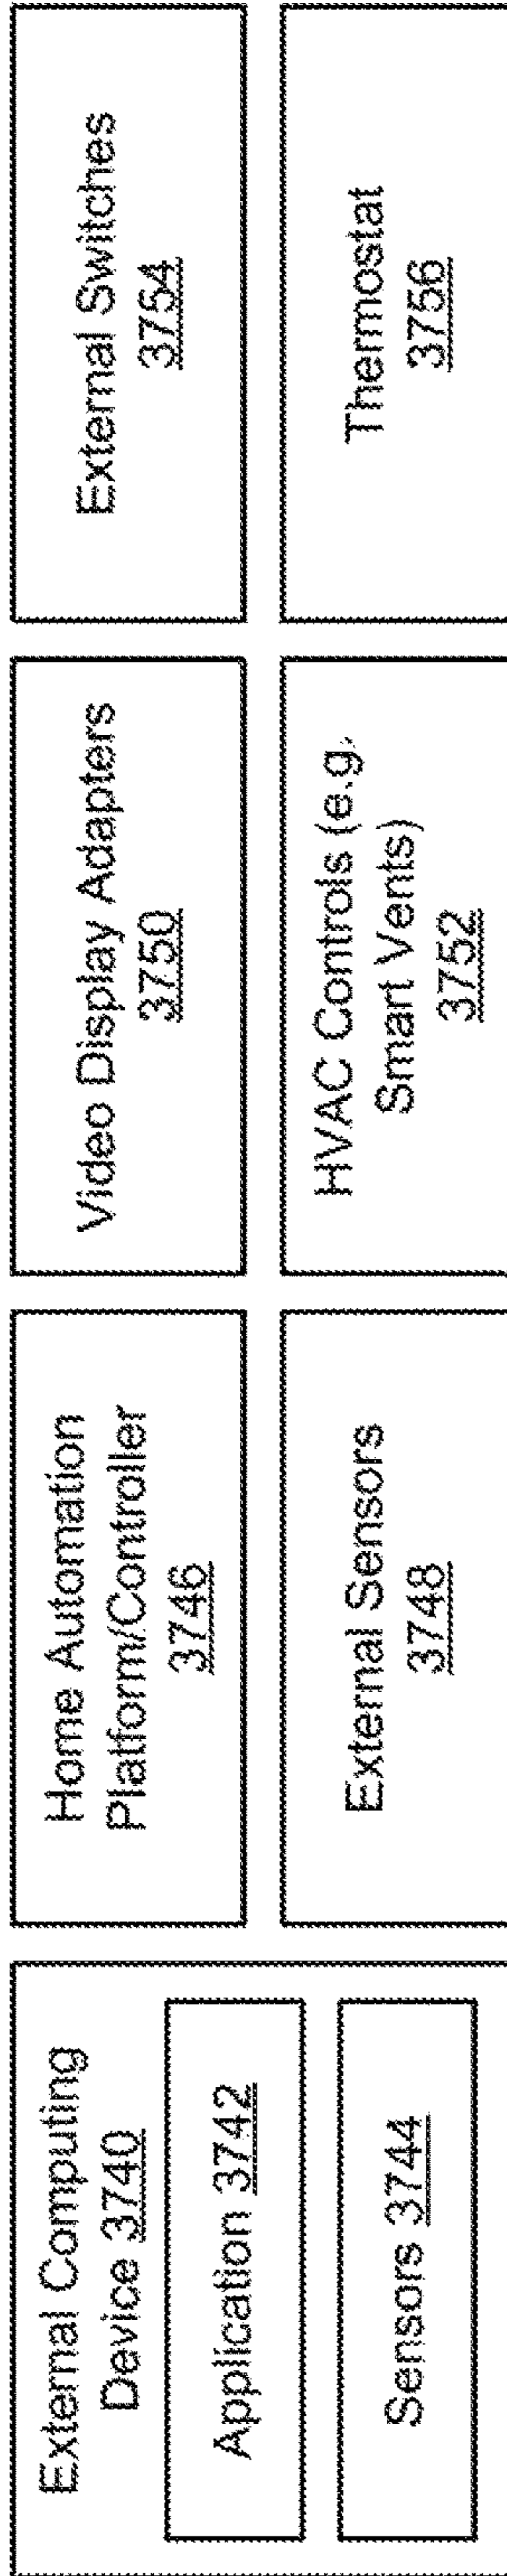 External Computing
Device 3740
Application 3742
Sensors 3744
Home Automation
Platform/Controller
3746
External Sensors
3748
Video Display Adapters
3750
HVAC Controls (e.g.
Smart Vents)
3752
External Switches
3754
Thermostat
3756